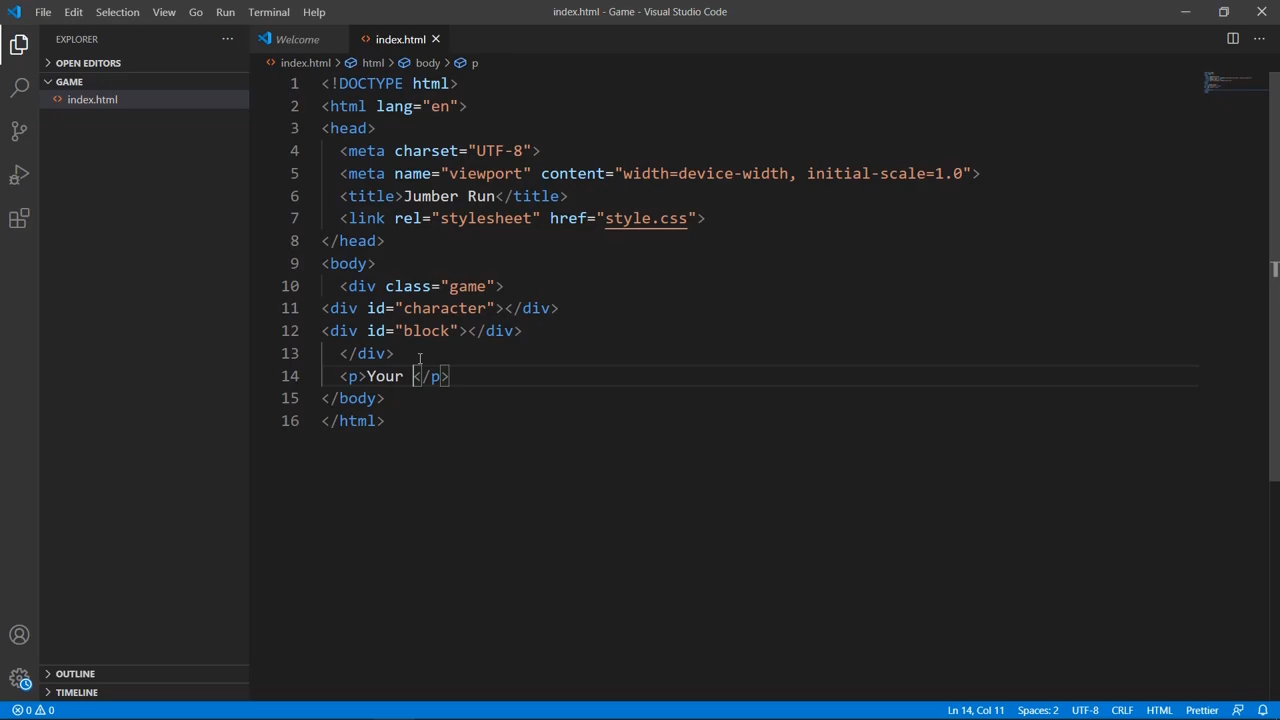 File Edit Selection View Go Run Terminal Help index.html - Game - Visual Studio Code
EXPLORER
Welcome
index.html
OPEN EDITORS
index.html html body p
GAME
index.html
1 <!DOCTYPE html>
2 <html lang="en">
3 <head>
4 <meta charset="UTF-8">
5 <meta name="viewport" content="width=device-width, initial-scale=1.0">
6 <title>Jumber Run</title>
7 <link rel="stylesheet" href="style.css">
8 </head>
9 <body>
10 <div class="game">
11 <div id="character"></div>
12 <div id="block"></div>
13 </div>
14 <p>Your </p>
15 </body>
16 </html>
OUTLINE
TIMELINE
0 0 Ln 14, Col 11 Spaces: 2 UTF-8 CRLF HTML Prettier